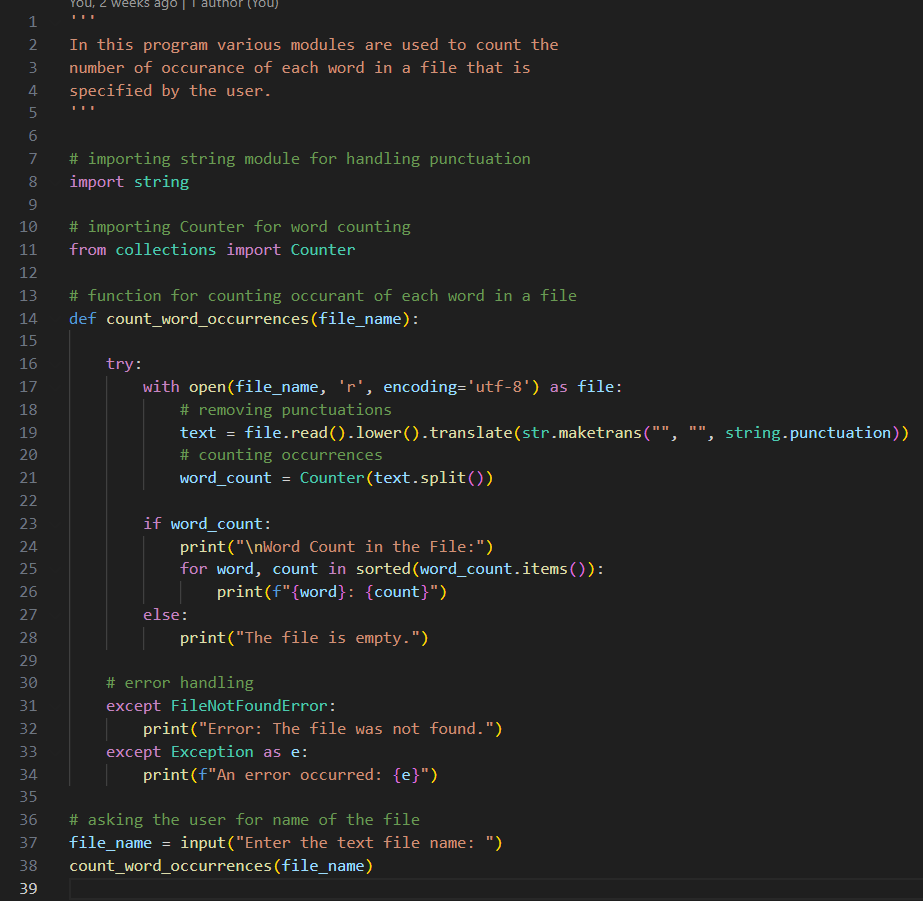 You, 2 weeks ago | 1 author (You)
1 '''
2 In this program various modules are used to count the
3 number of occurance of each word in a file that is
4 specified by the user.
5 '''
6
7 # importing string module for handling punctuation
8 import string
9
10 # importing Counter for word counting
11 from collections import Counter
12
13 # function for counting occurant of each word in a file
14 def count_word_occurrences(file_name):
15
16     try:
17         with open(file_name, 'r', encoding='utf-8') as file:
18             # removing punctuations
19             text = file.read().lower().translate(str.maketrans("", "", string.punctuation))
20             # counting occurrences
21             word_count = Counter(text.split())
22
23         if word_count:
24             print("\nWord Count in the File:")
25             for word, count in sorted(word_count.items()):
26                 print(f"{word}: {count}")
27         else:
28             print("The file is empty.")
29
30     # error handling
31     except FileNotFoundError:
32         print("Error: The file was not found.")
33     except Exception as e:
34         print(f"An error occurred: {e}")
35
36 # asking the user for name of the file
37 file_name = input("Enter the text file name: ")
38 count_word_occurrences(file_name)
39